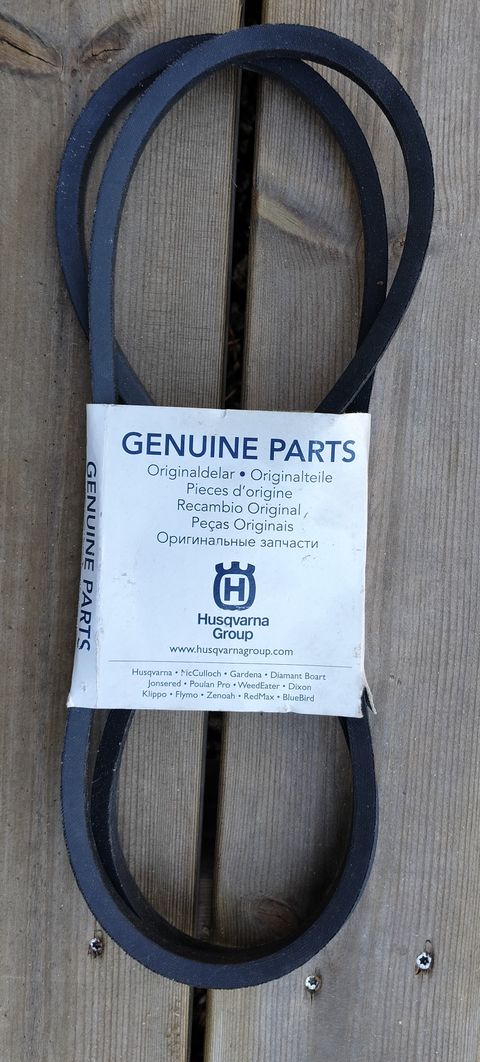 GENUINE PARTS
Originaldelar • Originalteile
Pieces d'origine
Recambio Original
Peças Originais
Оригинальные запчасти
H
Husqvarna
Group
www.husqvarnagroup.com
Husqvarna • McCulloch • Gardena • Diamant Boart
Jonsered • Poulan Pro • WeedEater • Dixon
Klippo • Flymo • Zenoah • RedMax • BlueBird
GENUINE PARTS